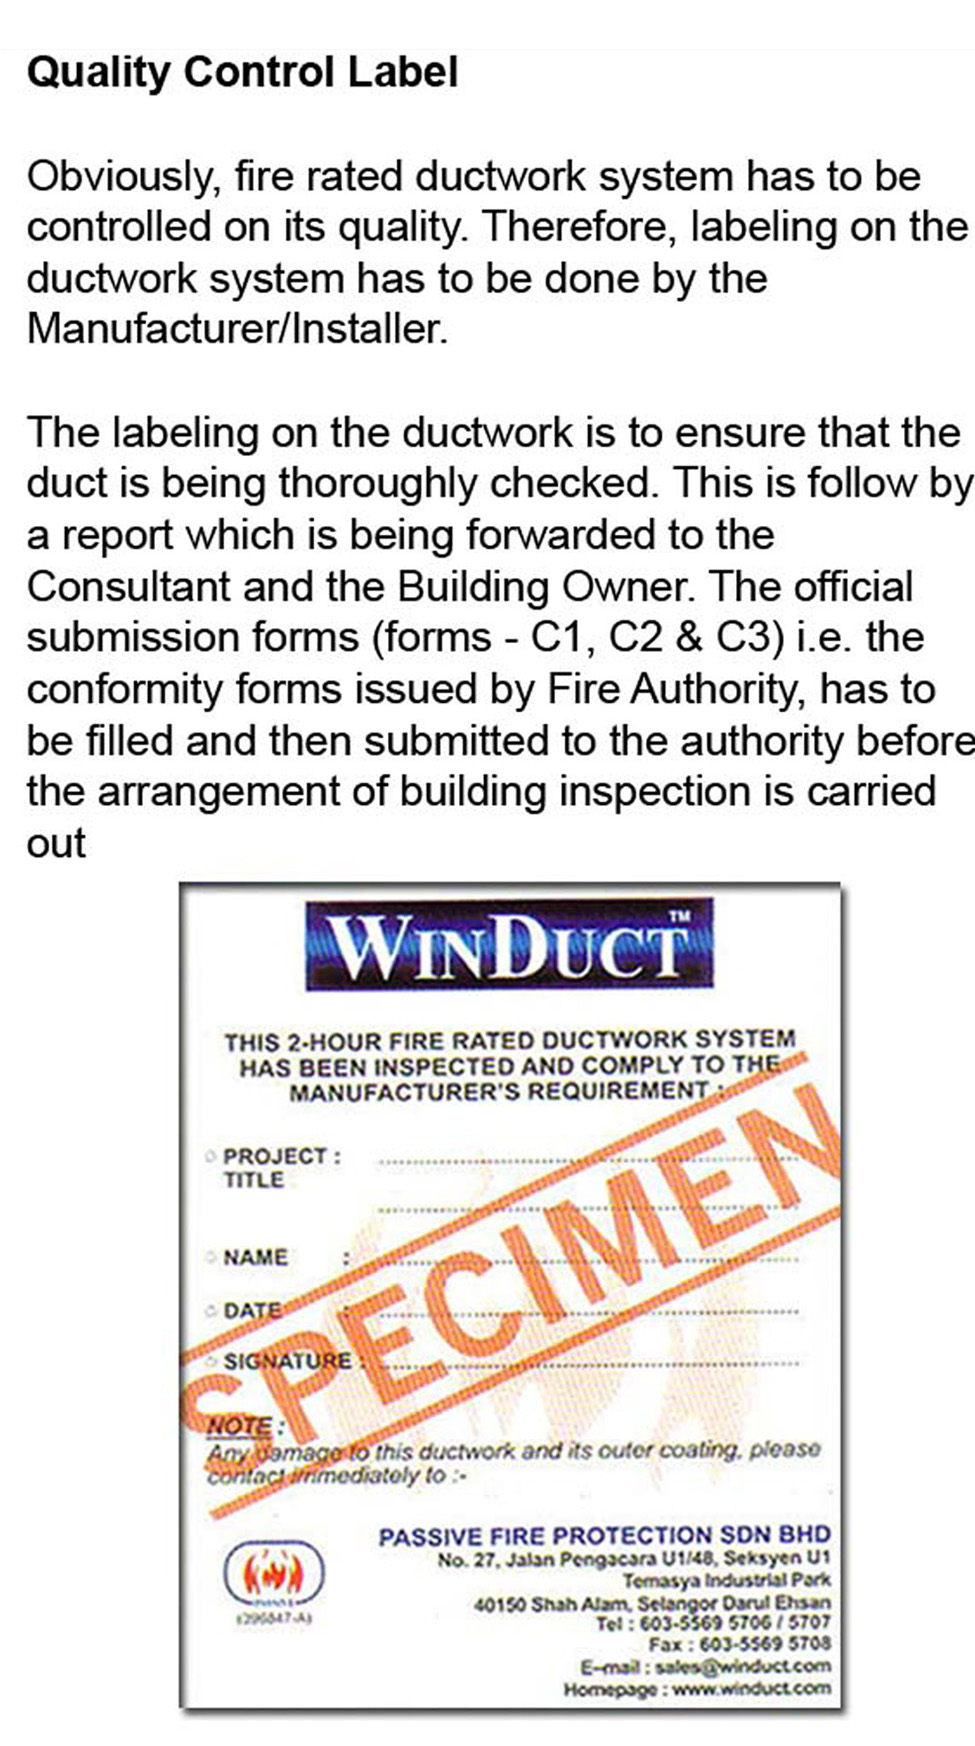 Quality Control Label
Obviously, fire rated ductwork system has to be
controlled on its quality. Therefore, labeling on the
ductwork system has to be done by the
Manufacturer/Installer.
The labeling on the ductwork is to ensure that the
duct is being thoroughly checked. This is follow by
a report which is being forwarded to the
Consultant and the Building Owner. The official
submission forms (forms - C1, C2 & C3) i.e. the
conformity forms issued by Fire Authority, has to
be filled and then submitted to the authority before
the arrangement of building inspection is carried
out
WINDUCT™
THIS 2-HOUR FIRE RATED DUCTWORK SYSTEM
HAS BEEN INSPECTED AND COMPLY TO THE
MANUFACTURER'S REQUIREMENT :
PROJECT :
TITLE
NAME :
DATE :
SIGNATURE :
SPECIMEN
NOTE :
Any damage to this ductwork and its outer coating, please
contact immediately to :-
PASSIVE FIRE PROTECTION SDN BHD
No. 27, Jalan Pengacara U1/48, Seksyen U1
Temasya Industrial Park
40150 Shah Alam, Selangor Darul Ehsan
Tel : 603-5569 5706 / 5707
Fax : 603-5569 5708
E-mail : sales@winduct.com
Homepage : www.winduct.com